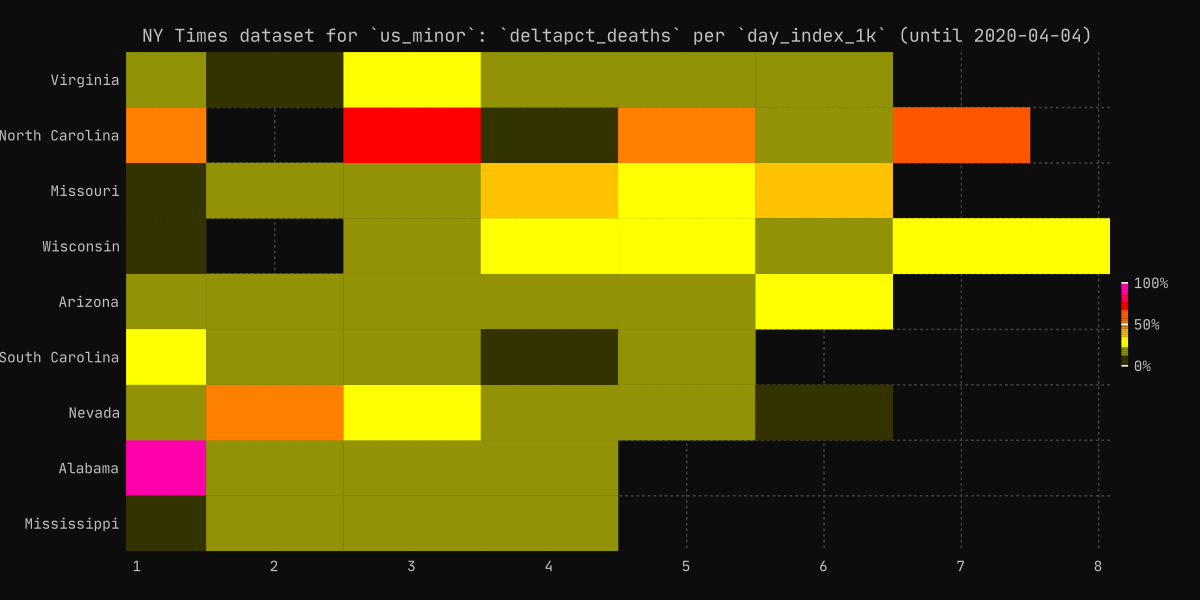 NY Times dataset for `us_minor`: `deltapct_deaths` per `day_index_1k` (until 2020-04-04)
Virginia
North Carolina
Missouri
Wisconsin
Arizona
South Carolina
Nevada
Alabama
Mississippi
100%
50%
0%
1 2 3 4 5 6 7 8